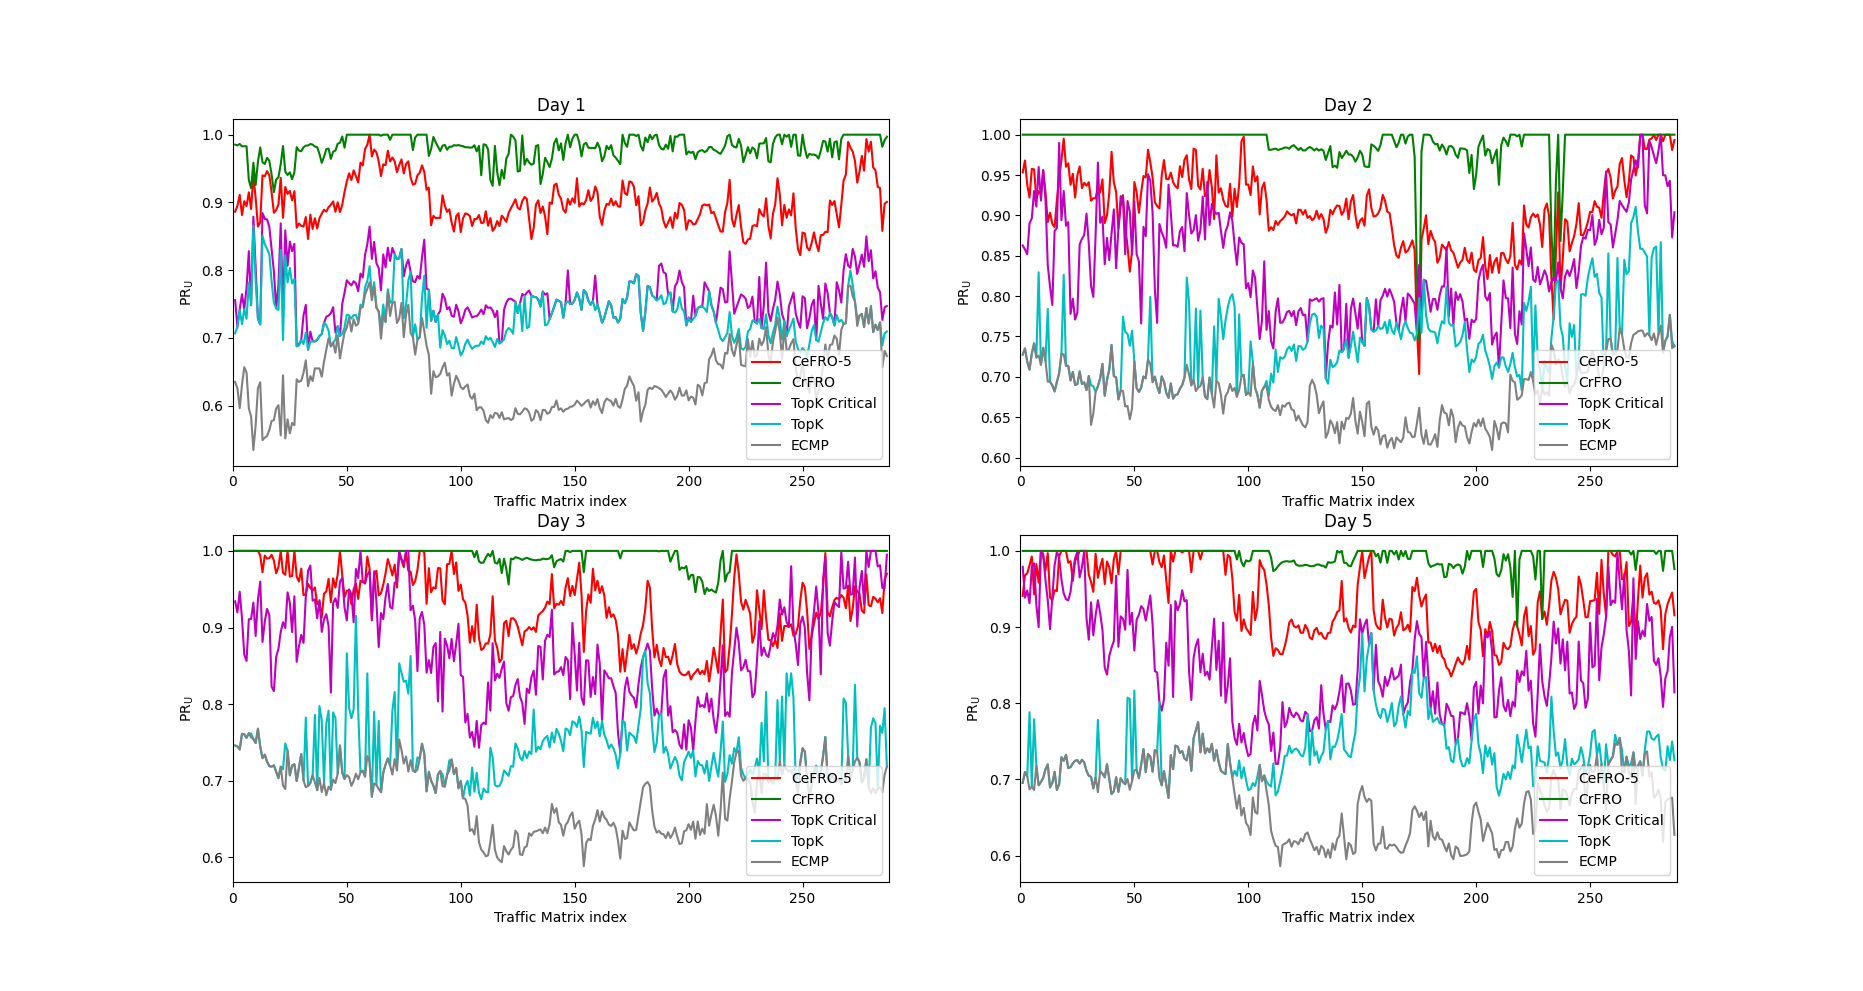 Day 1
PRU
1.0
0.9
0.8
0.7
0.6
0 50 100 150 200 250
Traffic Matrix index
CeFRO-5
CrFRO
TopK Critical
TopK
ECMP
Day 2
PRU
1.00
0.95
0.90
0.85
0.80
0.75
0.70
0.65
0.60
0 50 100 150 200 250
Traffic Matrix index
CeFRO-5
CrFRO
TopK Critical
TopK
ECMP
Day 3
PRU
1.0
0.9
0.8
0.7
0.6
0 50 100 150 200 250
Traffic Matrix index
CeFRO-5
CrFRO
TopK Critical
TopK
ECMP
Day 5
PRU
1.0
0.9
0.8
0.7
0.6
0 50 100 150 200 250
Traffic Matrix index
CeFRO-5
CrFRO
TopK Critical
TopK
ECMP